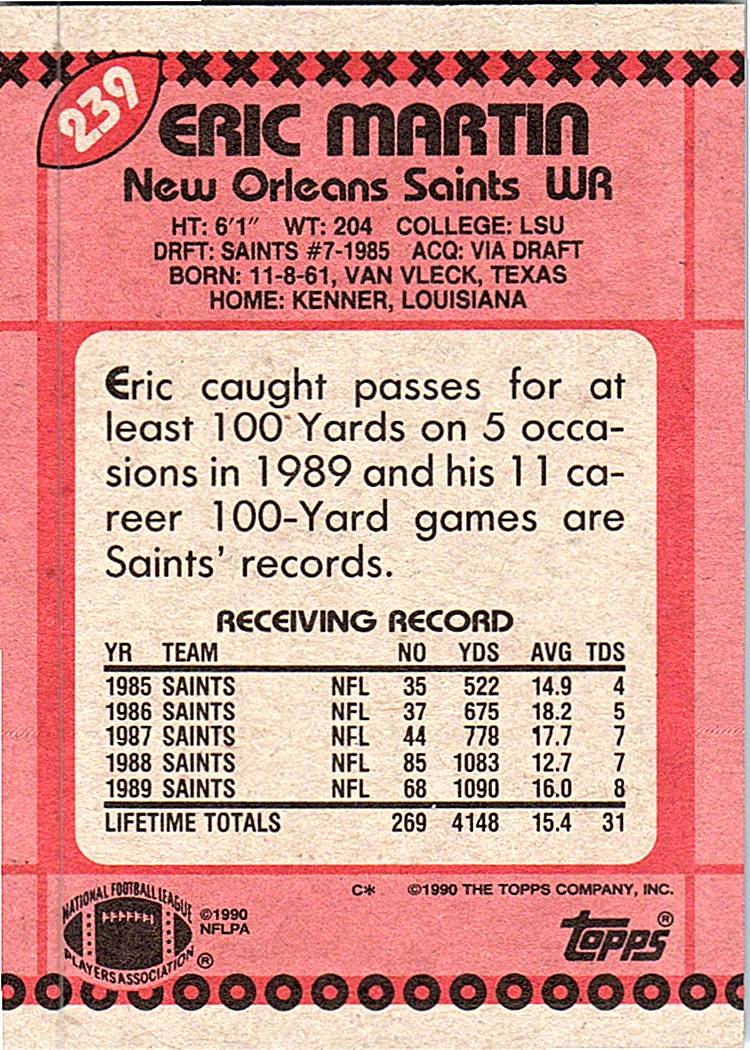 239
ERIC MARTIN
New Orleans Saints WR
HT: 6'1" WT: 204 COLLEGE: LSU
DRFT: SAINTS #7-1985 ACQ: VIA DRAFT
BORN: 11-8-61, VAN VLECK, TEXAS
HOME: KENNER, LOUISIANA
Eric caught passes for at
least 100 Yards on 5 occa-
sions in 1989 and his 11 ca-
reer 100-Yard games are
Saints' records.
RECEIVING RECORD
YR TEAM NO YDS AVG TDS
1985 SAINTS NFL 35 522 14.9 4
1986 SAINTS NFL 37 675 18.2 5
1987 SAINTS NFL 44 778 17.7 7
1988 SAINTS NFL 85 1083 12.7 7
1989 SAINTS NFL 68 1090 16.0 8
LIFETIME TOTALS 269 4148 15.4 31
C* ©1990 THE TOPPS COMPANY, INC.
NATIONAL FOOTBALL LEAGUE
PLAYERS ASSOCIATION ®
©1990
NFLPA
topps®